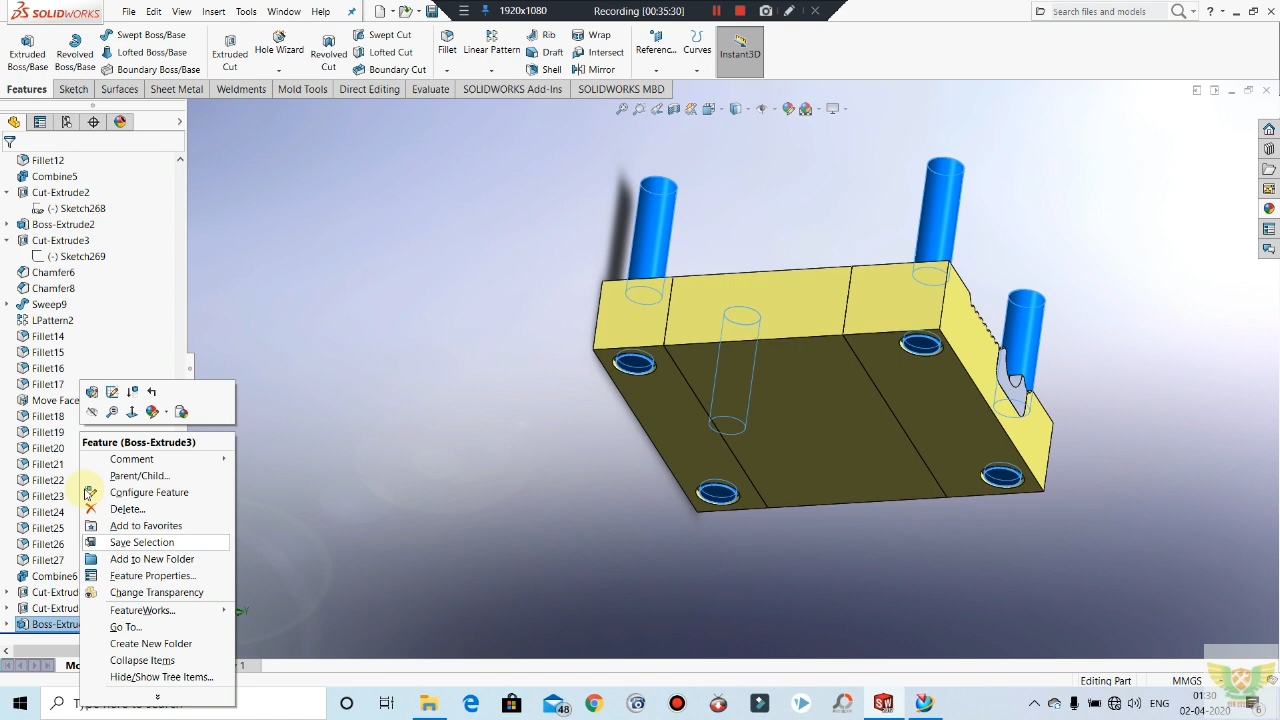 SOLIDWORKS
File Edit View Insert Tools Window Help
1920x1080 Recording [00:35:30]
search files and models
Extruded Boss/Base
Revolved Boss/Base
Swept Boss/Base
Lofted Boss/Base
Boundary Boss/Base
Extruded Cut
Hole Wizard
Revolved Cut
Swept Cut
Lofted Cut
Boundary Cut
Fillet
Linear Pattern
Rib
Draft
Shell
Wrap
Intersect
Mirror
Referenc...
Curves
Instant3D
Features Sketch Surfaces Sheet Metal Weldments Mold Tools Direct Editing Evaluate SOLIDWORKS Add-Ins SOLIDWORKS MBD
Fillet12
Combine5
Cut-Extrude2
(-) Sketch268
Boss-Extrude2
Cut-Extrude3
(-) Sketch269
Chamfer6
Chamfer8
Sweep9
LPattern2
Fillet14
Fillet15
Fillet16
Fillet17
Move Face
Fillet18
Fillet19
Fillet20
Fillet21
Fillet22
Fillet23
Fillet24
Fillet25
Fillet26
Fillet27
Combine6
Cut-Extrud
Cut-Extrud
Boss-Extrud
Feature (Boss-Extrude3)
Comment
Parent/Child...
Configure Feature
Delete...
Add to Favorites
Save Selection
Add to New Folder
Feature Properties...
Change Transparency
FeatureWorks...
Go To...
Create New Folder
Collapse Items
Hide/Show Tree Items...
Y
Mo
1
Editing Part MMGS
48
ENG
01:30
02-04-2020
6